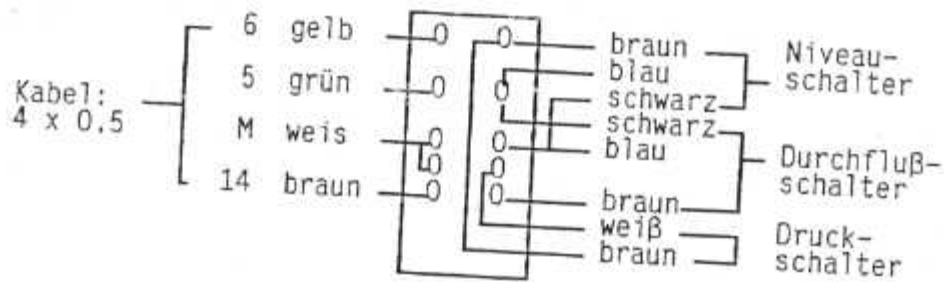 6 gelb
5 grün
M weis
14 braun
Kabel:
4 x 0.5
braun
blau
schwarz
schwarz
blau
braun
weiß
braun
Niveau-
schalter
Durchfluß-
schalter
Druck-
schalter